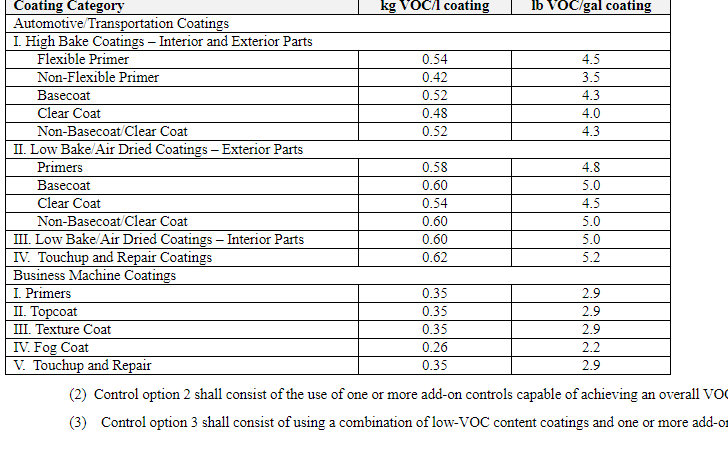 Coating Category kg VOC/l coating lb VOC/gal coating
Automotive/Transportation Coatings
I. High Bake Coatings – Interior and Exterior Parts
Flexible Primer 0.54 4.5
Non-Flexible Primer 0.42 3.5
Basecoat 0.52 4.3
Clear Coat 0.48 4.0
Non-Basecoat/Clear Coat 0.52 4.3
II. Low Bake/Air Dried Coatings – Exterior Parts
Primers 0.58 4.8
Basecoat 0.60 5.0
Clear Coat 0.54 4.5
Non-Basecoat/Clear Coat 0.60 5.0
III. Low Bake/Air Dried Coatings – Interior Parts 0.60 5.0
IV. Touchup and Repair Coatings 0.62 5.2
Business Machine Coatings
I. Primers 0.35 2.9
II. Topcoat 0.35 2.9
III. Texture Coat 0.35 2.9
IV. Fog Coat 0.26 2.2
V. Touchup and Repair 0.35 2.9
(2) Control option 2 shall consist of the use of one or more add-on controls capable of achieving an overall VOC
(3) Control option 3 shall consist of using a combination of low-VOC content coatings and one or more add-on